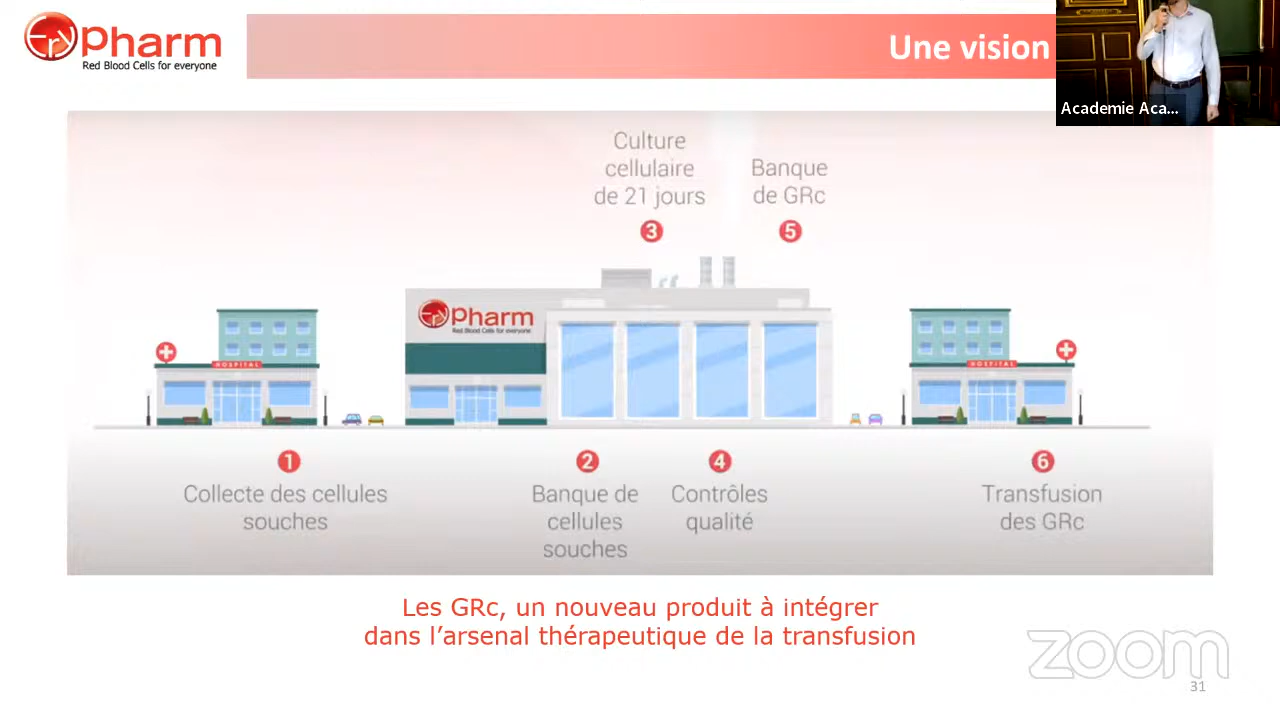 EryPharm
Red Blood Cells for everyone
Une vision
Academie Aca...
Culture
cellulaire
de 21 jours
3
Banque
de GRc
5
EryPharm
Red Blood Cells for everyone
HOSPITAL
HOSPITAL
1
Collecte des cellules
souches
2
Banque de
cellules
souches
4
Contrôles
qualité
6
Transfusion
des GRc
Les GRc, un nouveau produit à intégrer
dans l’arsenal thérapeutique de la transfusion
zoom
31